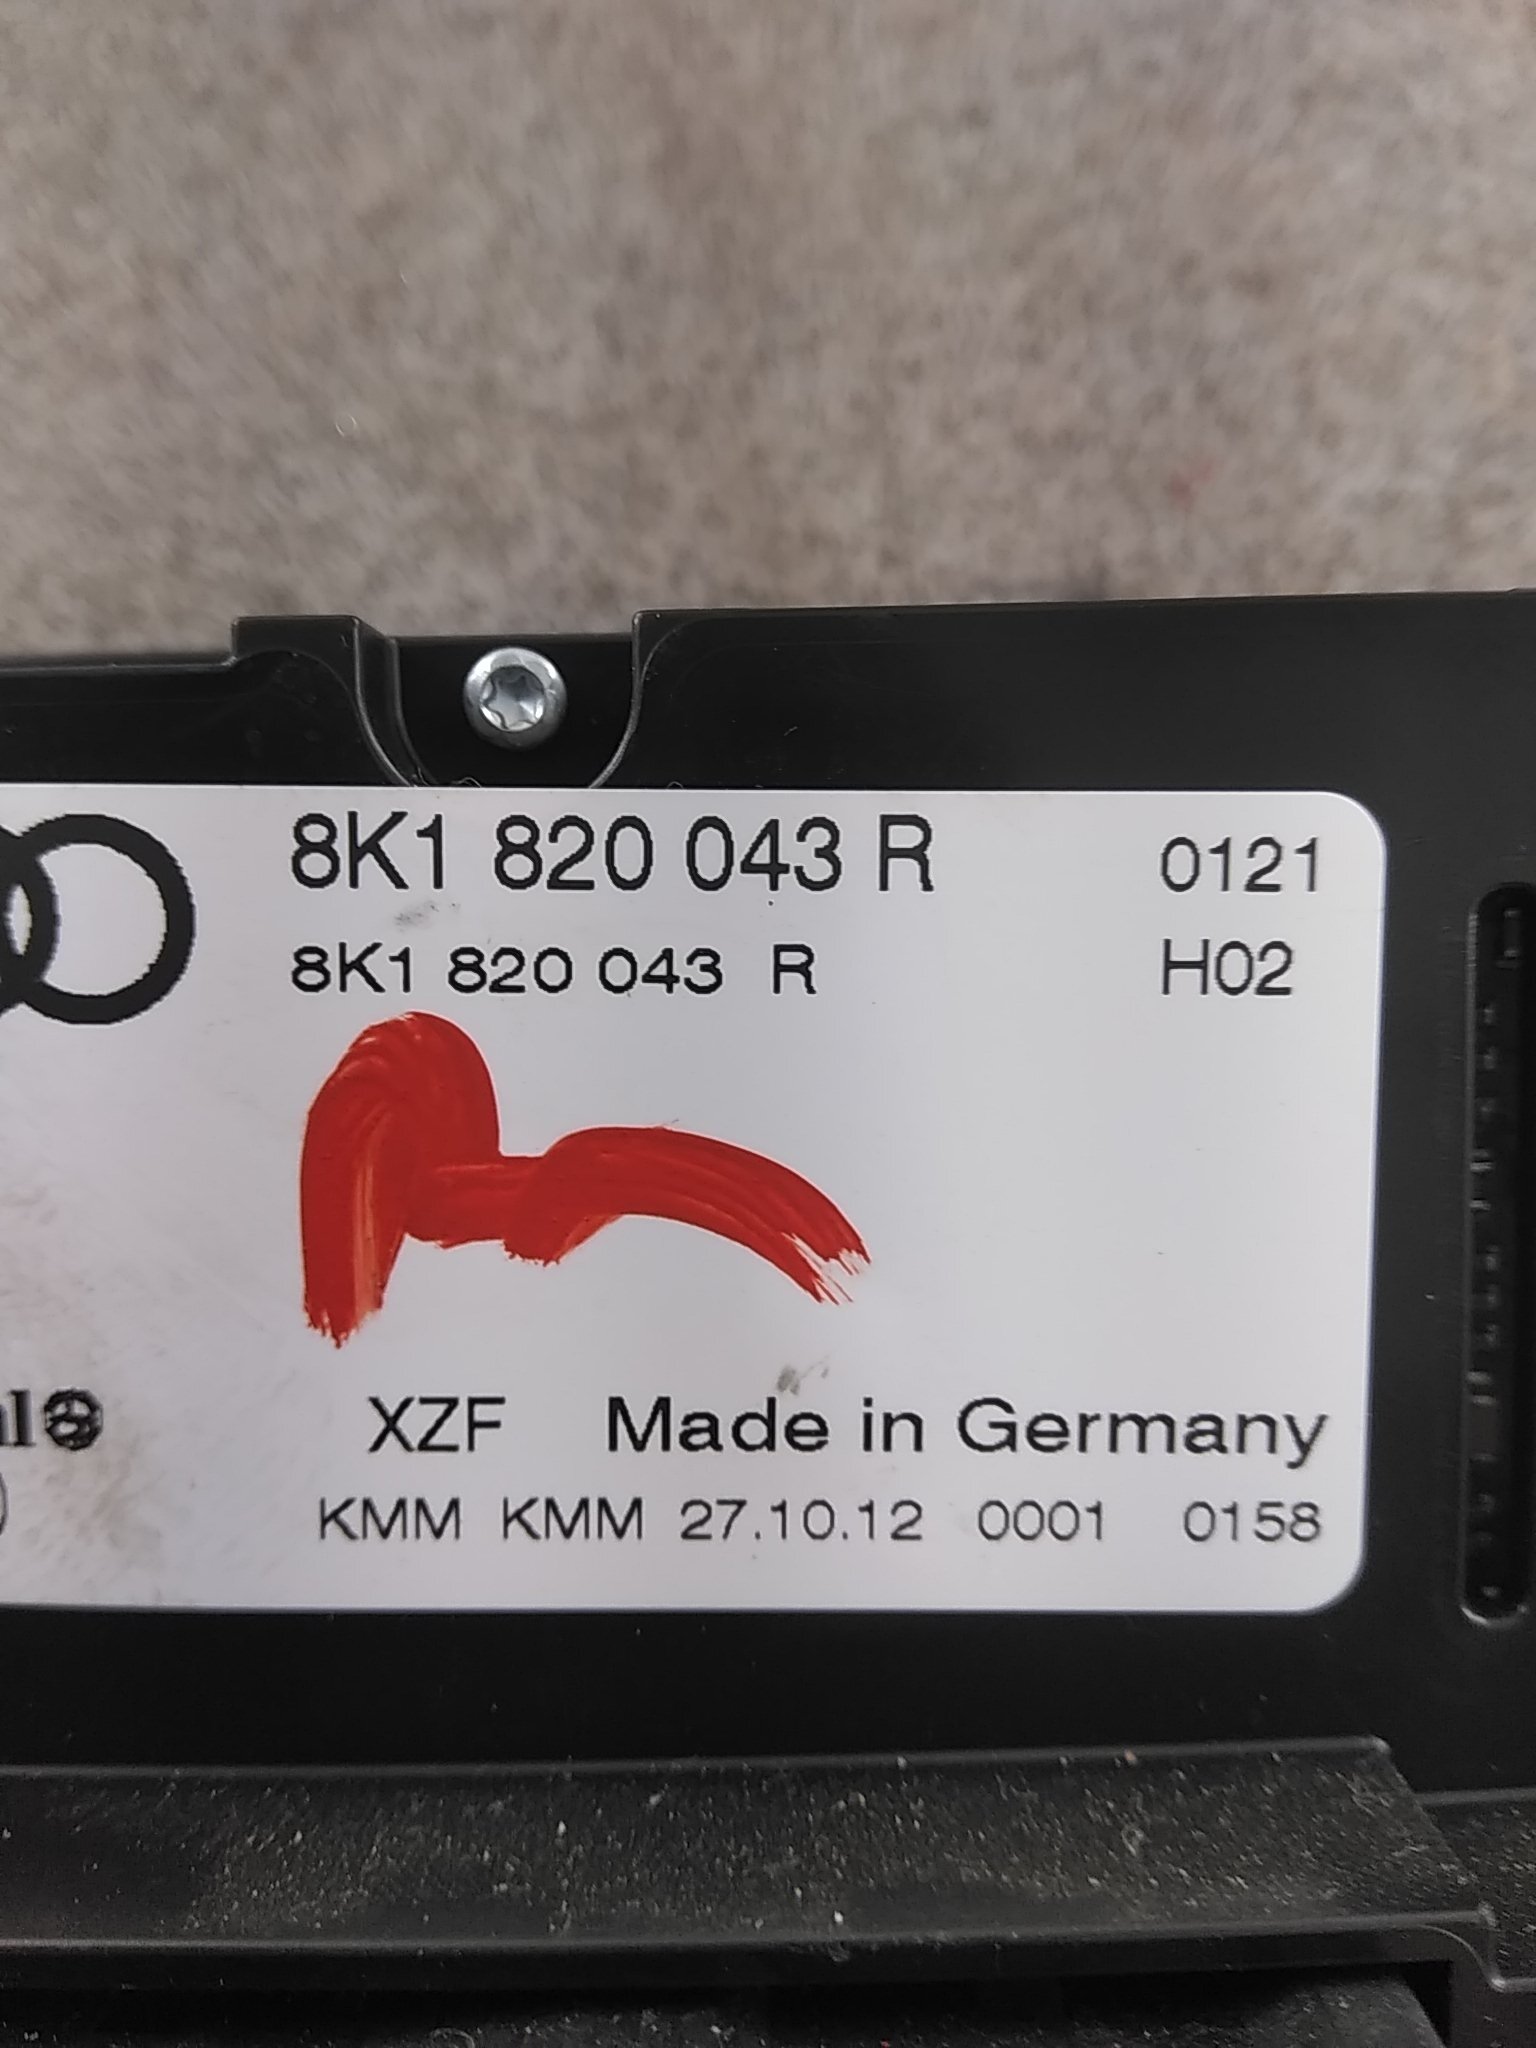 8K1 820 043 R 0121
8K1 820 043 R H02
XZF Made in Germany
KMM KMM 27.10.12 0001 0158